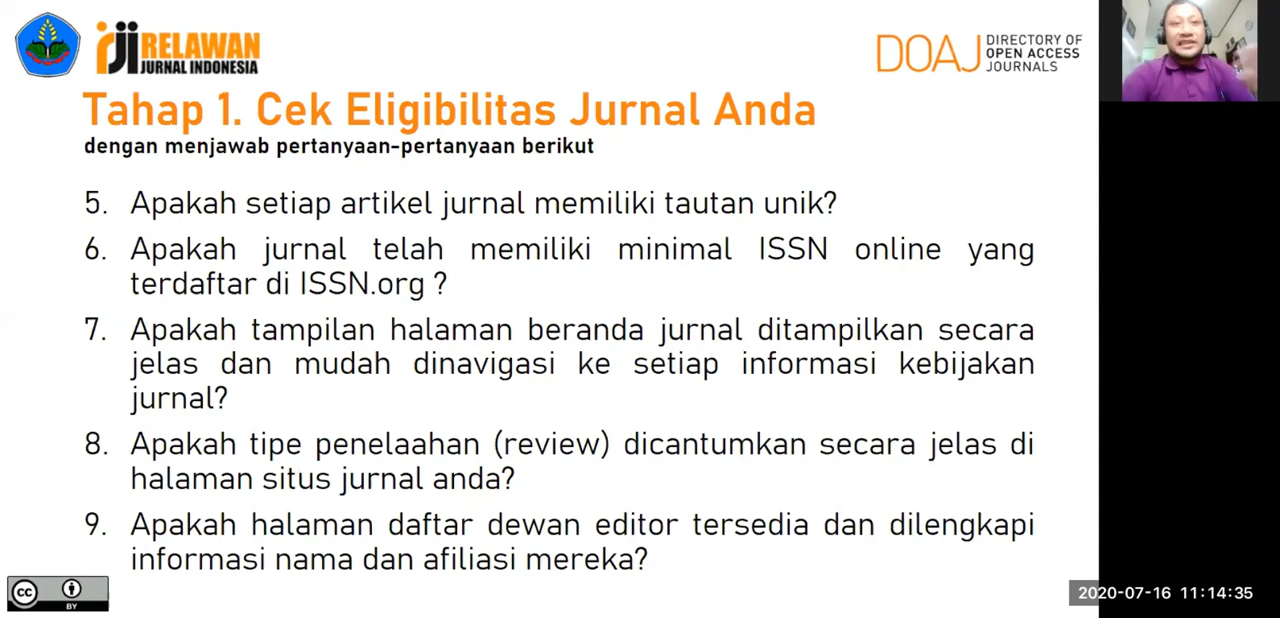 RELAWAN
JURNAL INDONESIA
DOAJ
DIRECTORY OF
OPEN ACCESS
JOURNALS
Tahap 1. Cek Eligibilitas Jurnal Anda
dengan menjawab pertanyaan-pertanyaan berikut
5. Apakah setiap artikel jurnal memiliki tautan unik?
6. Apakah jurnal telah memiliki minimal ISSN online yang
terdaftar di ISSN.org ?
7. Apakah tampilan halaman beranda jurnal ditampilkan secara
jelas dan mudah dinavigasi ke setiap informasi kebijakan
jurnal?
8. Apakah tipe penelaahan (review) dicantumkan secara jelas di
halaman situs jurnal anda?
9. Apakah halaman daftar dewan editor tersedia dan dilengkapi
informasi nama dan afiliasi mereka?
cc
BY
2020-07-16 11:14:35